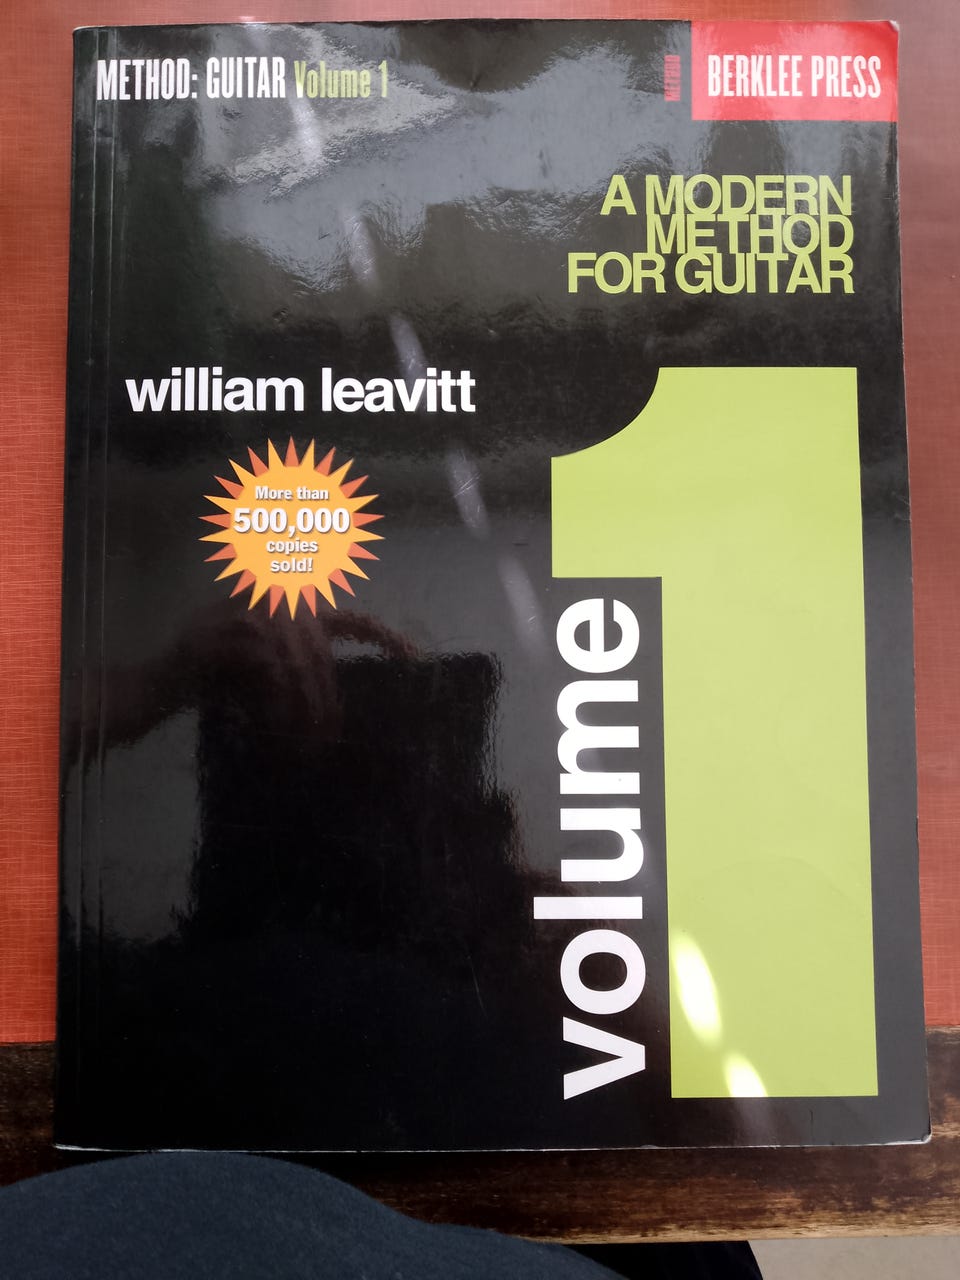 METHOD: GUITAR Volume 1
METHOD
BERKLEE PRESS
A MODERN
METHOD
FOR GUITAR
william leavitt
More than
500,000
copies
sold!
volume
1